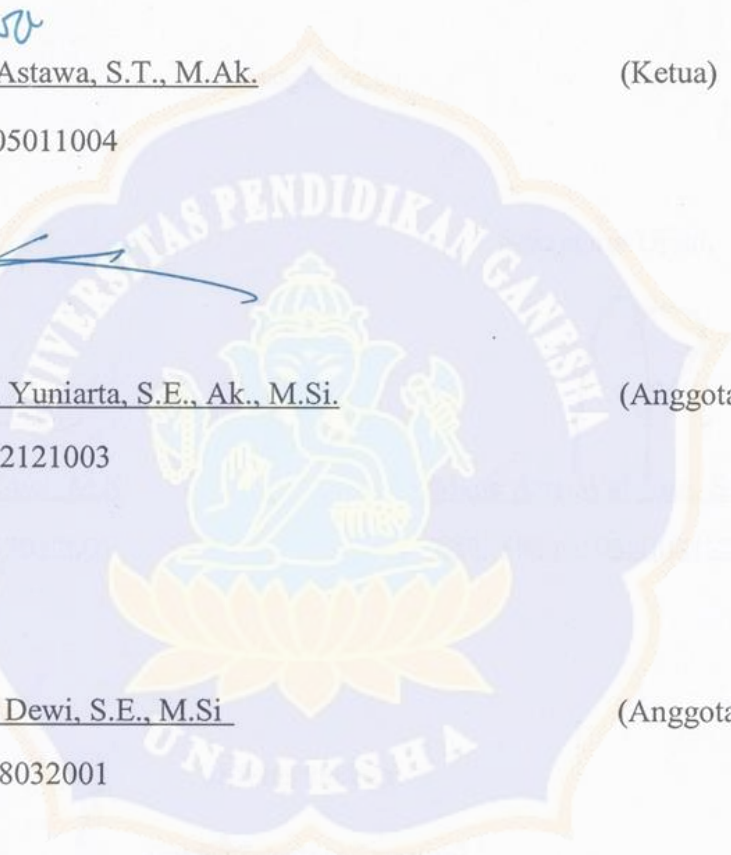 Astawa, S.T., M.Ak. (Ketua)
05011004
UNIVERSITAS PENDIDIKAN GANESHA
Yuniarta, S.E., Ak., M.Si. (Anggota
2121003
Dewi, S.E., M.Si (Anggota
8032001
UNDIKSHA